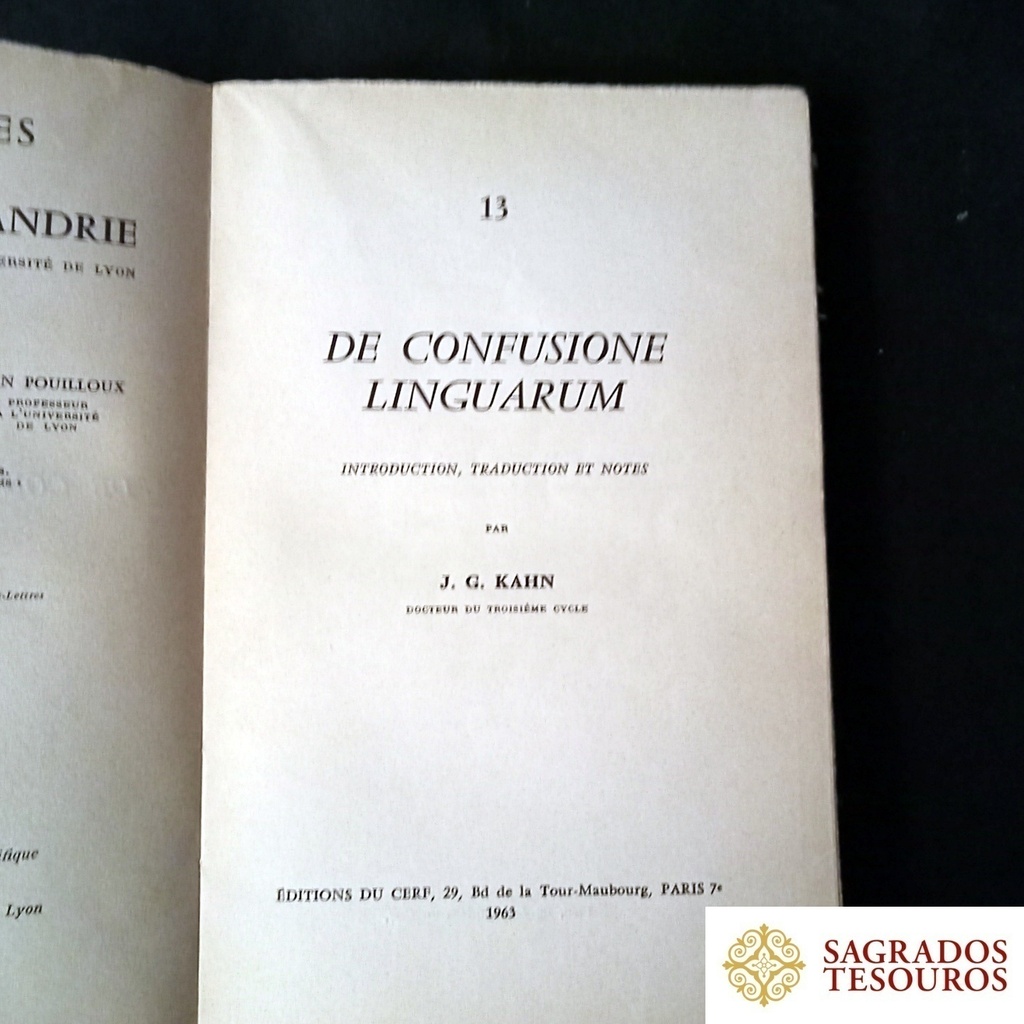 ES
ANDRIE
ERSITÉ DE LYON
N POUILLOUX
PROFESSEUR
A L'UNIVERSITÉ
DE LYON
-Lettres
ifique
Lyon
13
DE CONFUSIONE
LINGUARUM
INTRODUCTION, TRADUCTION ET NOTES
PAR
J. G. KAHN
DOCTEUR DU TROISIÈME CYCLE
ÉDITIONS DU CERF, 29, Bd de la Tour-Maubourg, PARIS 7e
1963
SAGRADOS
TESOUROS